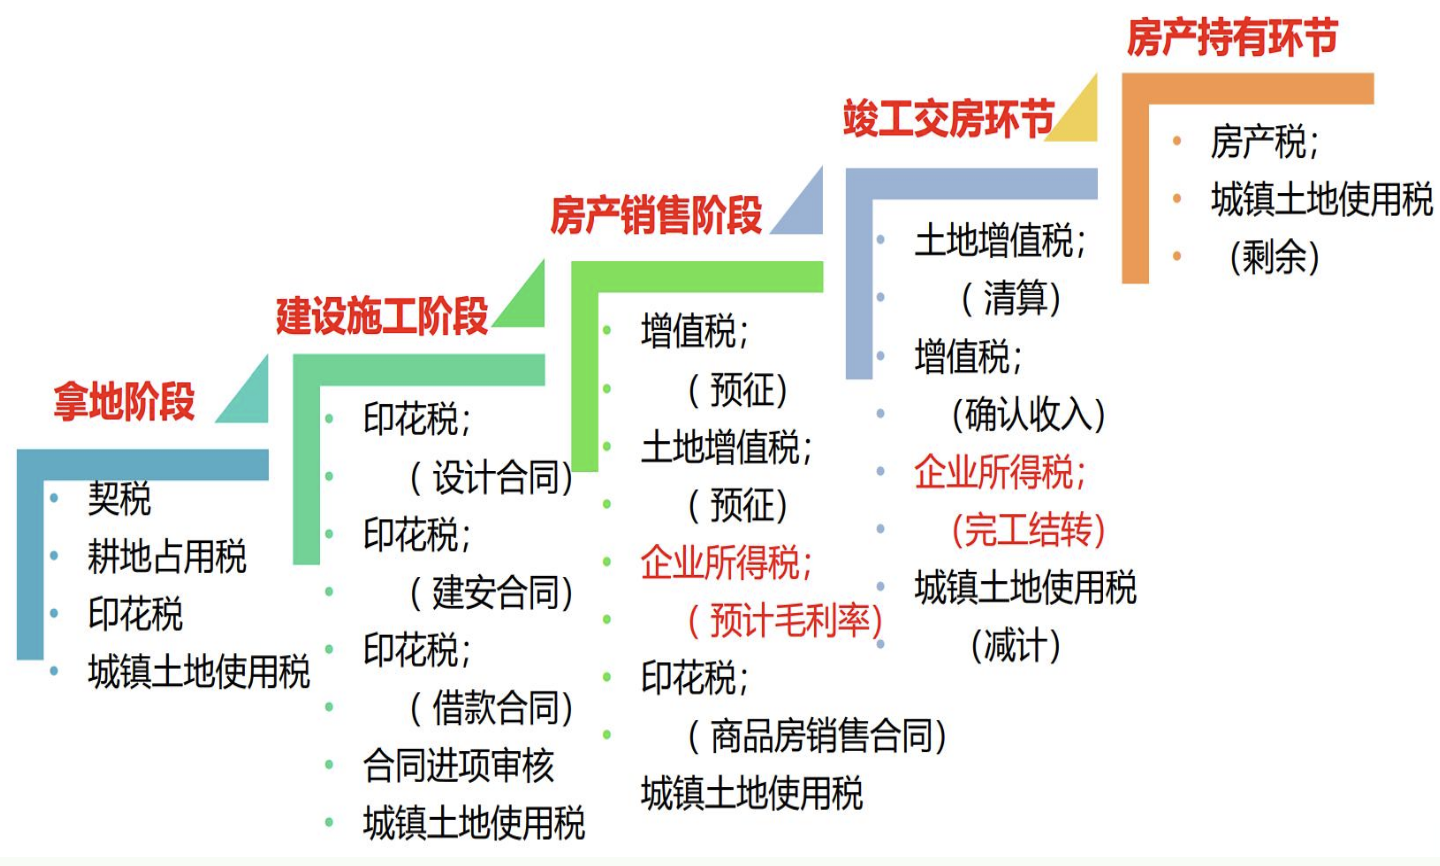 拿地阶段
契税
耕地占用税
印花税
城镇土地使用税
建设施工阶段
印花税；
（设计合同）
印花税；
（建安合同）
印花税；
（借款合同）
合同进项审核
城镇土地使用税
房产销售阶段
增值税；
（预征）
土地增值税；
（预征）
企业所得税；
（预计毛利率）
印花税；
（商品房销售合同）
城镇土地使用税
竣工交房环节
土地增值税；
（清算）
增值税；
（确认收入）
企业所得税；
（完工结转）
城镇土地使用税
（减计）
房产持有环节
房产税；
城镇土地使用税
（剩余）